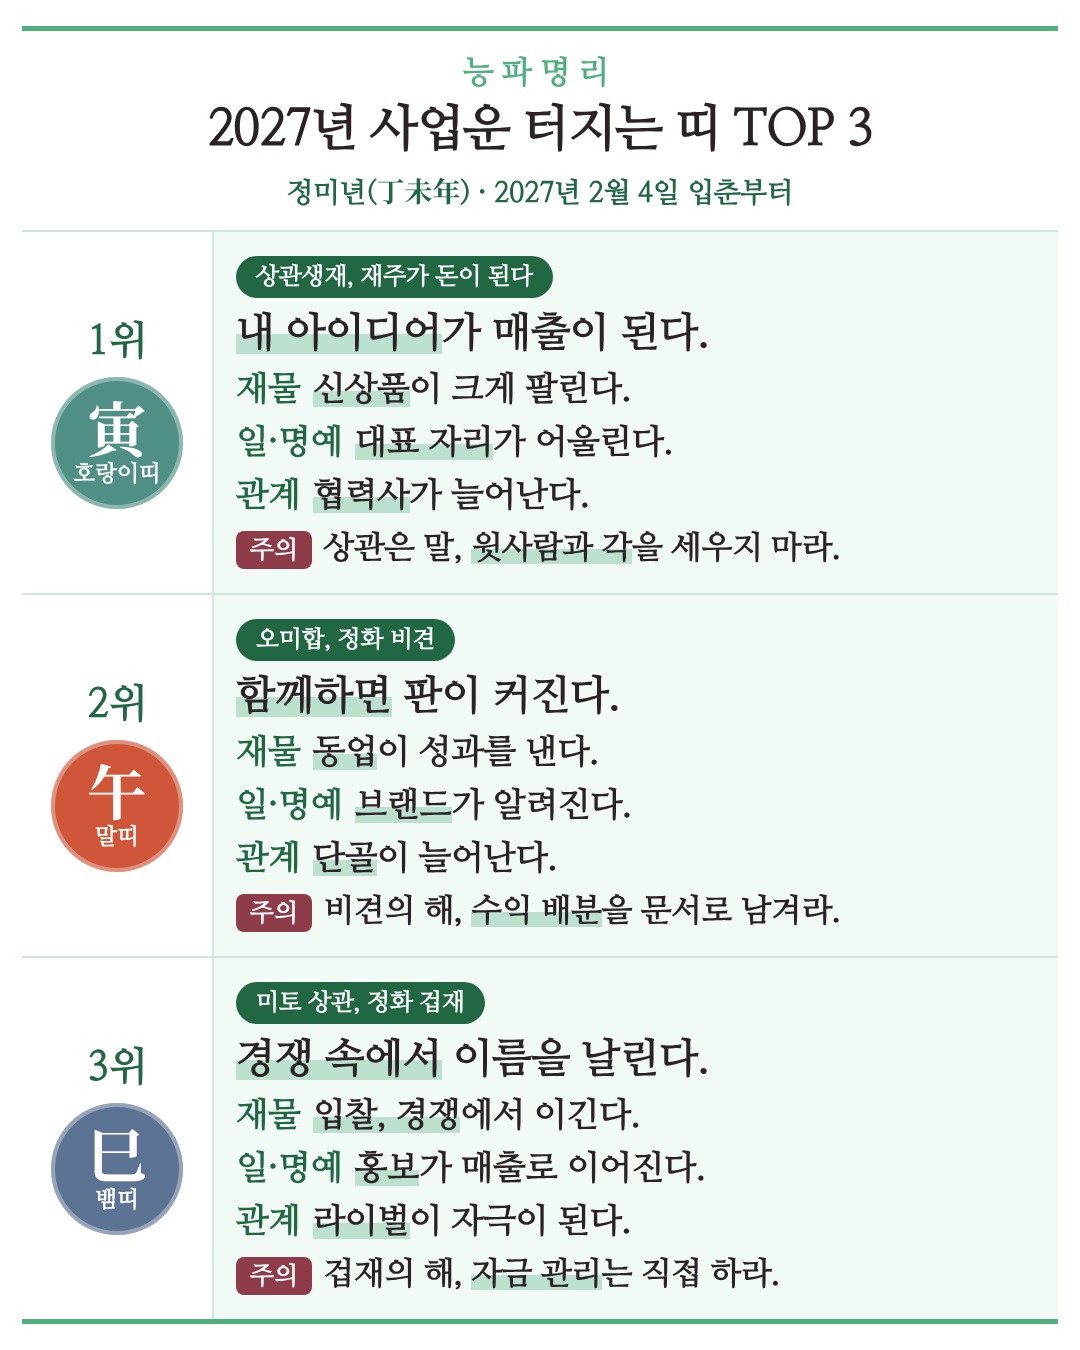 능파명리
2027년 사업운 터지는 띠 TOP 3
정미년(丁未年) · 2027년 2월 4일 입춘부터
1위
寅
호랑이띠
상관생재, 재주가 돈이 된다
내 아이디어가 매출이 된다.
재물 신상품이 크게 팔린다.
일·명예 대표 자리가 어울린다.
관계 협력사가 늘어난다.
주의 상관은 말, 윗사람과 각을 세우지 마라.
2위
午
말띠
오미합, 정화 비견
함께하면 판이 커진다.
재물 동업이 성과를 낸다.
일·명예 브랜드가 알려진다.
관계 단골이 늘어난다.
주의 비견의 해, 수익 배분을 문서로 남겨라.
3위
巳
뱀띠
미토 상관, 정화 겁재
경쟁 속에서 이름을 날린다.
재물 입찰, 경쟁에서 이긴다.
일·명예 홍보가 매출로 이어진다.
관계 라이벌이 자극이 된다.
주의 겁재의 해, 자금 관리는 직접 하라.